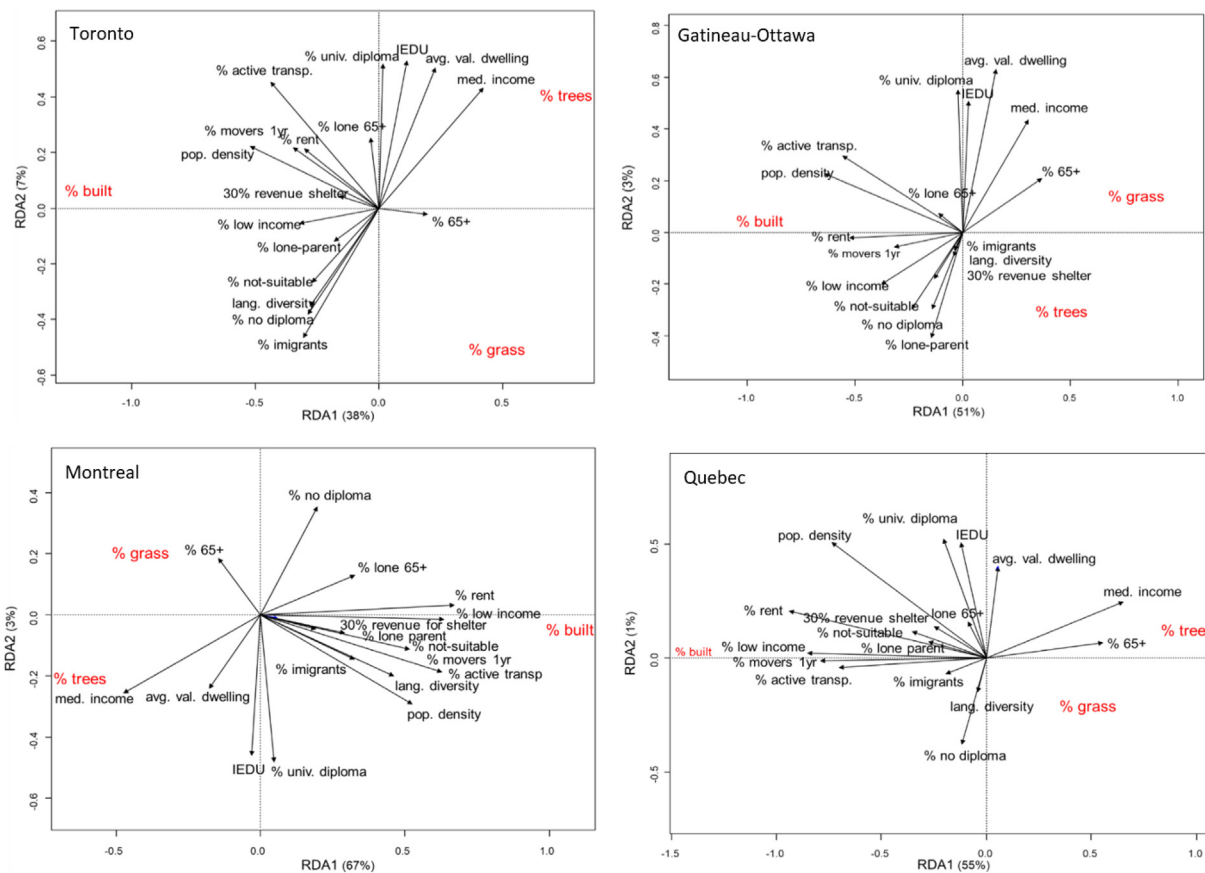 Toronto
% univ. diploma
IEDU
avg. val. dwelling
% active transp.
med. income
% trees
% lone 65+
% movers 1yr
% rent
pop. density
% built
30% revenue shelter
% low income
% 65+
% lone-parent
% not-suitable
lang. diversity
% no diploma
% imigrants
% grass
RDA2 (7%)
0.6
0.4
0.2
0.0
-0.2
-0.4
-0.6
-1.0
-0.5
0.0
0.5
RDA1 (38%)
Gatineau-Ottawa
avg. val. dwelling
% univ. diploma
IEDU
med. income
% active transp.
pop. density
% 65+
% lone 65+
% grass
% built
% rent
% imigrants
% movers 1yr
lang. diversity
30% revenue shelter
% low income
% not-suitable
% trees
% no diploma
% lone-parent
RDA2 (3%)
0.8
0.6
0.4
0.2
0.0
-0.2
-0.4
-1.0
-0.5
0.0
0.5
1.0
RDA1 (51%)
Montreal
% no diploma
% grass
% 65+
% lone 65+
% rent
% low income
30% revenue for shelter
% built
% lone parent
% not-suitable
% movers 1yr
% imigrants
% active transp
% trees
lang. diversity
med. income
avg. val. dwelling
pop. density
IEDU
% univ. diploma
RDA2 (3%)
0.4
0.2
0.0
-0.2
-0.4
-0.6
-1.0
-0.5
0.0
0.5
1.0
RDA1 (67%)
Quebec
% univ. diploma
pop. density
IEDU
avg. val. dwelling
med. income
% rent
30% revenue shelter
lone 65+
% not-suitable
% tree
% low income
% lone parent
% 65+
% built
% movers 1yr
% active transp.
% imigrants
lang. diversity
% grass
% no diploma
RDA2 (1%)
0.5
0.0
-0.5
-1.5
-1.0
-0.5
0.0
0.5
1.0
RDA1 (55%)